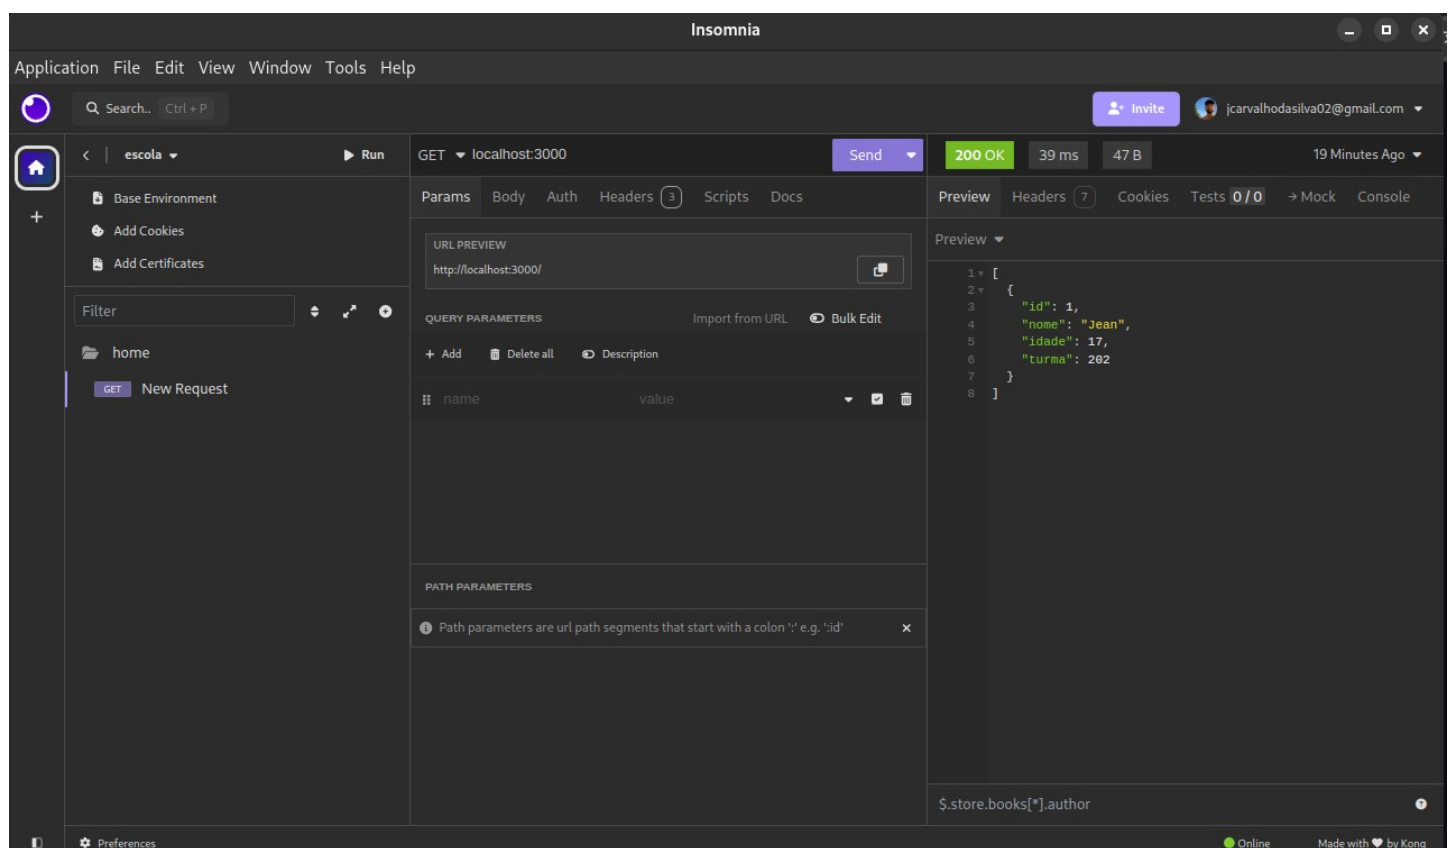 Insomnia
Application File Edit View Window Tools Help
Search.. Ctrl + P
Invite
jcarvalhodasilva02@gmail.com
escola
Run
GET localhost:3000
Send
200 OK
39 ms
47 B
19 Minutes Ago
Base Environment
Add Cookies
Add Certificates
Filter
home
GET New Request
Params Body Auth Headers 3 Scripts Docs
URL PREVIEW
http://localhost:3000/
QUERY PARAMETERS
Import from URL
Bulk Edit
+ Add
Delete all
Description
name
value
PATH PARAMETERS
Path parameters are url path segments that start with a colon ':' e.g. ':id'
Preview Headers 7 Cookies Tests 0 / 0 → Mock Console
Preview
1 [
2 {
3 "id": 1,
4 "nome": "Jean",
5 "idade": 17,
6 "turma": 202
7 }
8 ]
$.store.books[*].author
Preferences
Online
Made with ♥ by Kong